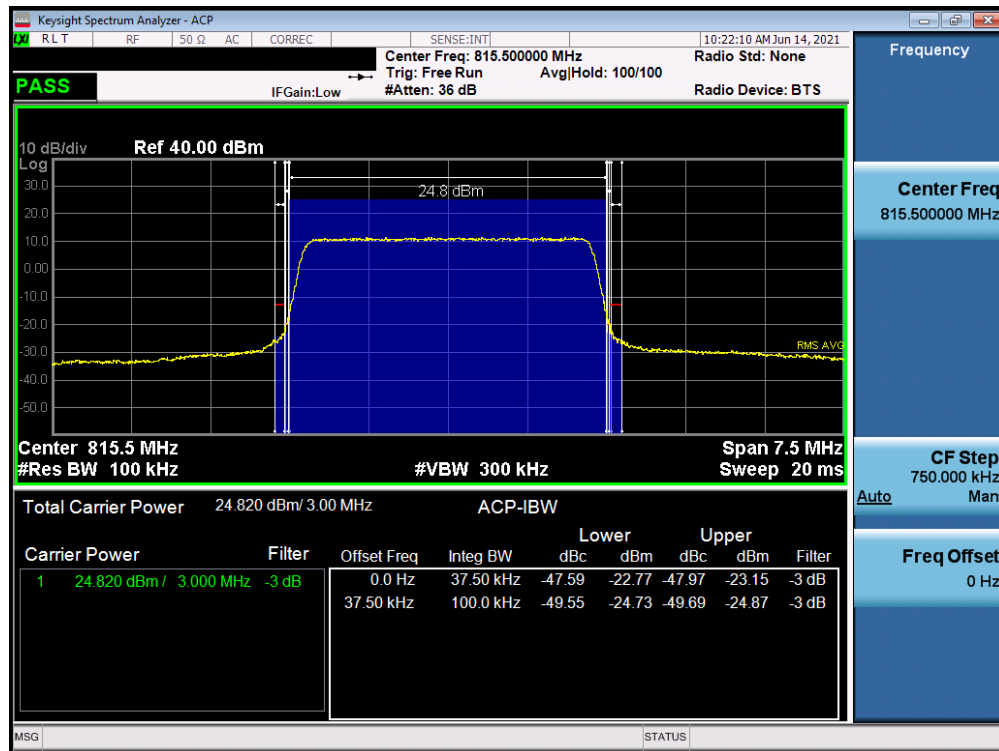 Keysight Spectrum Analyzer - ACP
LXI RLT RF 50 Ω AC CORREC SENSE:INT 10:22:10 AM Jun 14, 2021
Center Freq: 815.500000 MHz Radio Std: None
Trig: Free Run Avg|Hold: 100/100
PASS IFGain:Low #Atten: 36 dB Radio Device: BTS
10 dB/div Ref 40.00 dBm
Log
30.0
24.8 dBm
20.0
10.0
0.00
-10.0
-20.0
-30.0
RMS AVG
-40.0
-50.0
Center 815.5 MHz Span 7.5 MHz
#Res BW 100 kHz #VBW 300 kHz Sweep 20 ms
Total Carrier Power 24.820 dBm/ 3.00 MHz ACP-IBW
Lower Upper
Carrier Power Filter Offset Freq Integ BW dBc dBm dBc dBm Filter
1 24.820 dBm / 3.000 MHz -3 dB 0.0 Hz 37.50 kHz -47.59 -22.77 -47.97 -23.15 -3 dB
37.50 kHz 100.0 kHz -49.55 -24.73 -49.69 -24.87 -3 dB
MSG STATUS
Frequency
Center Freq
815.500000 MHz
CF Step
750.000 kHz
Auto Man
Freq Offset
0 Hz